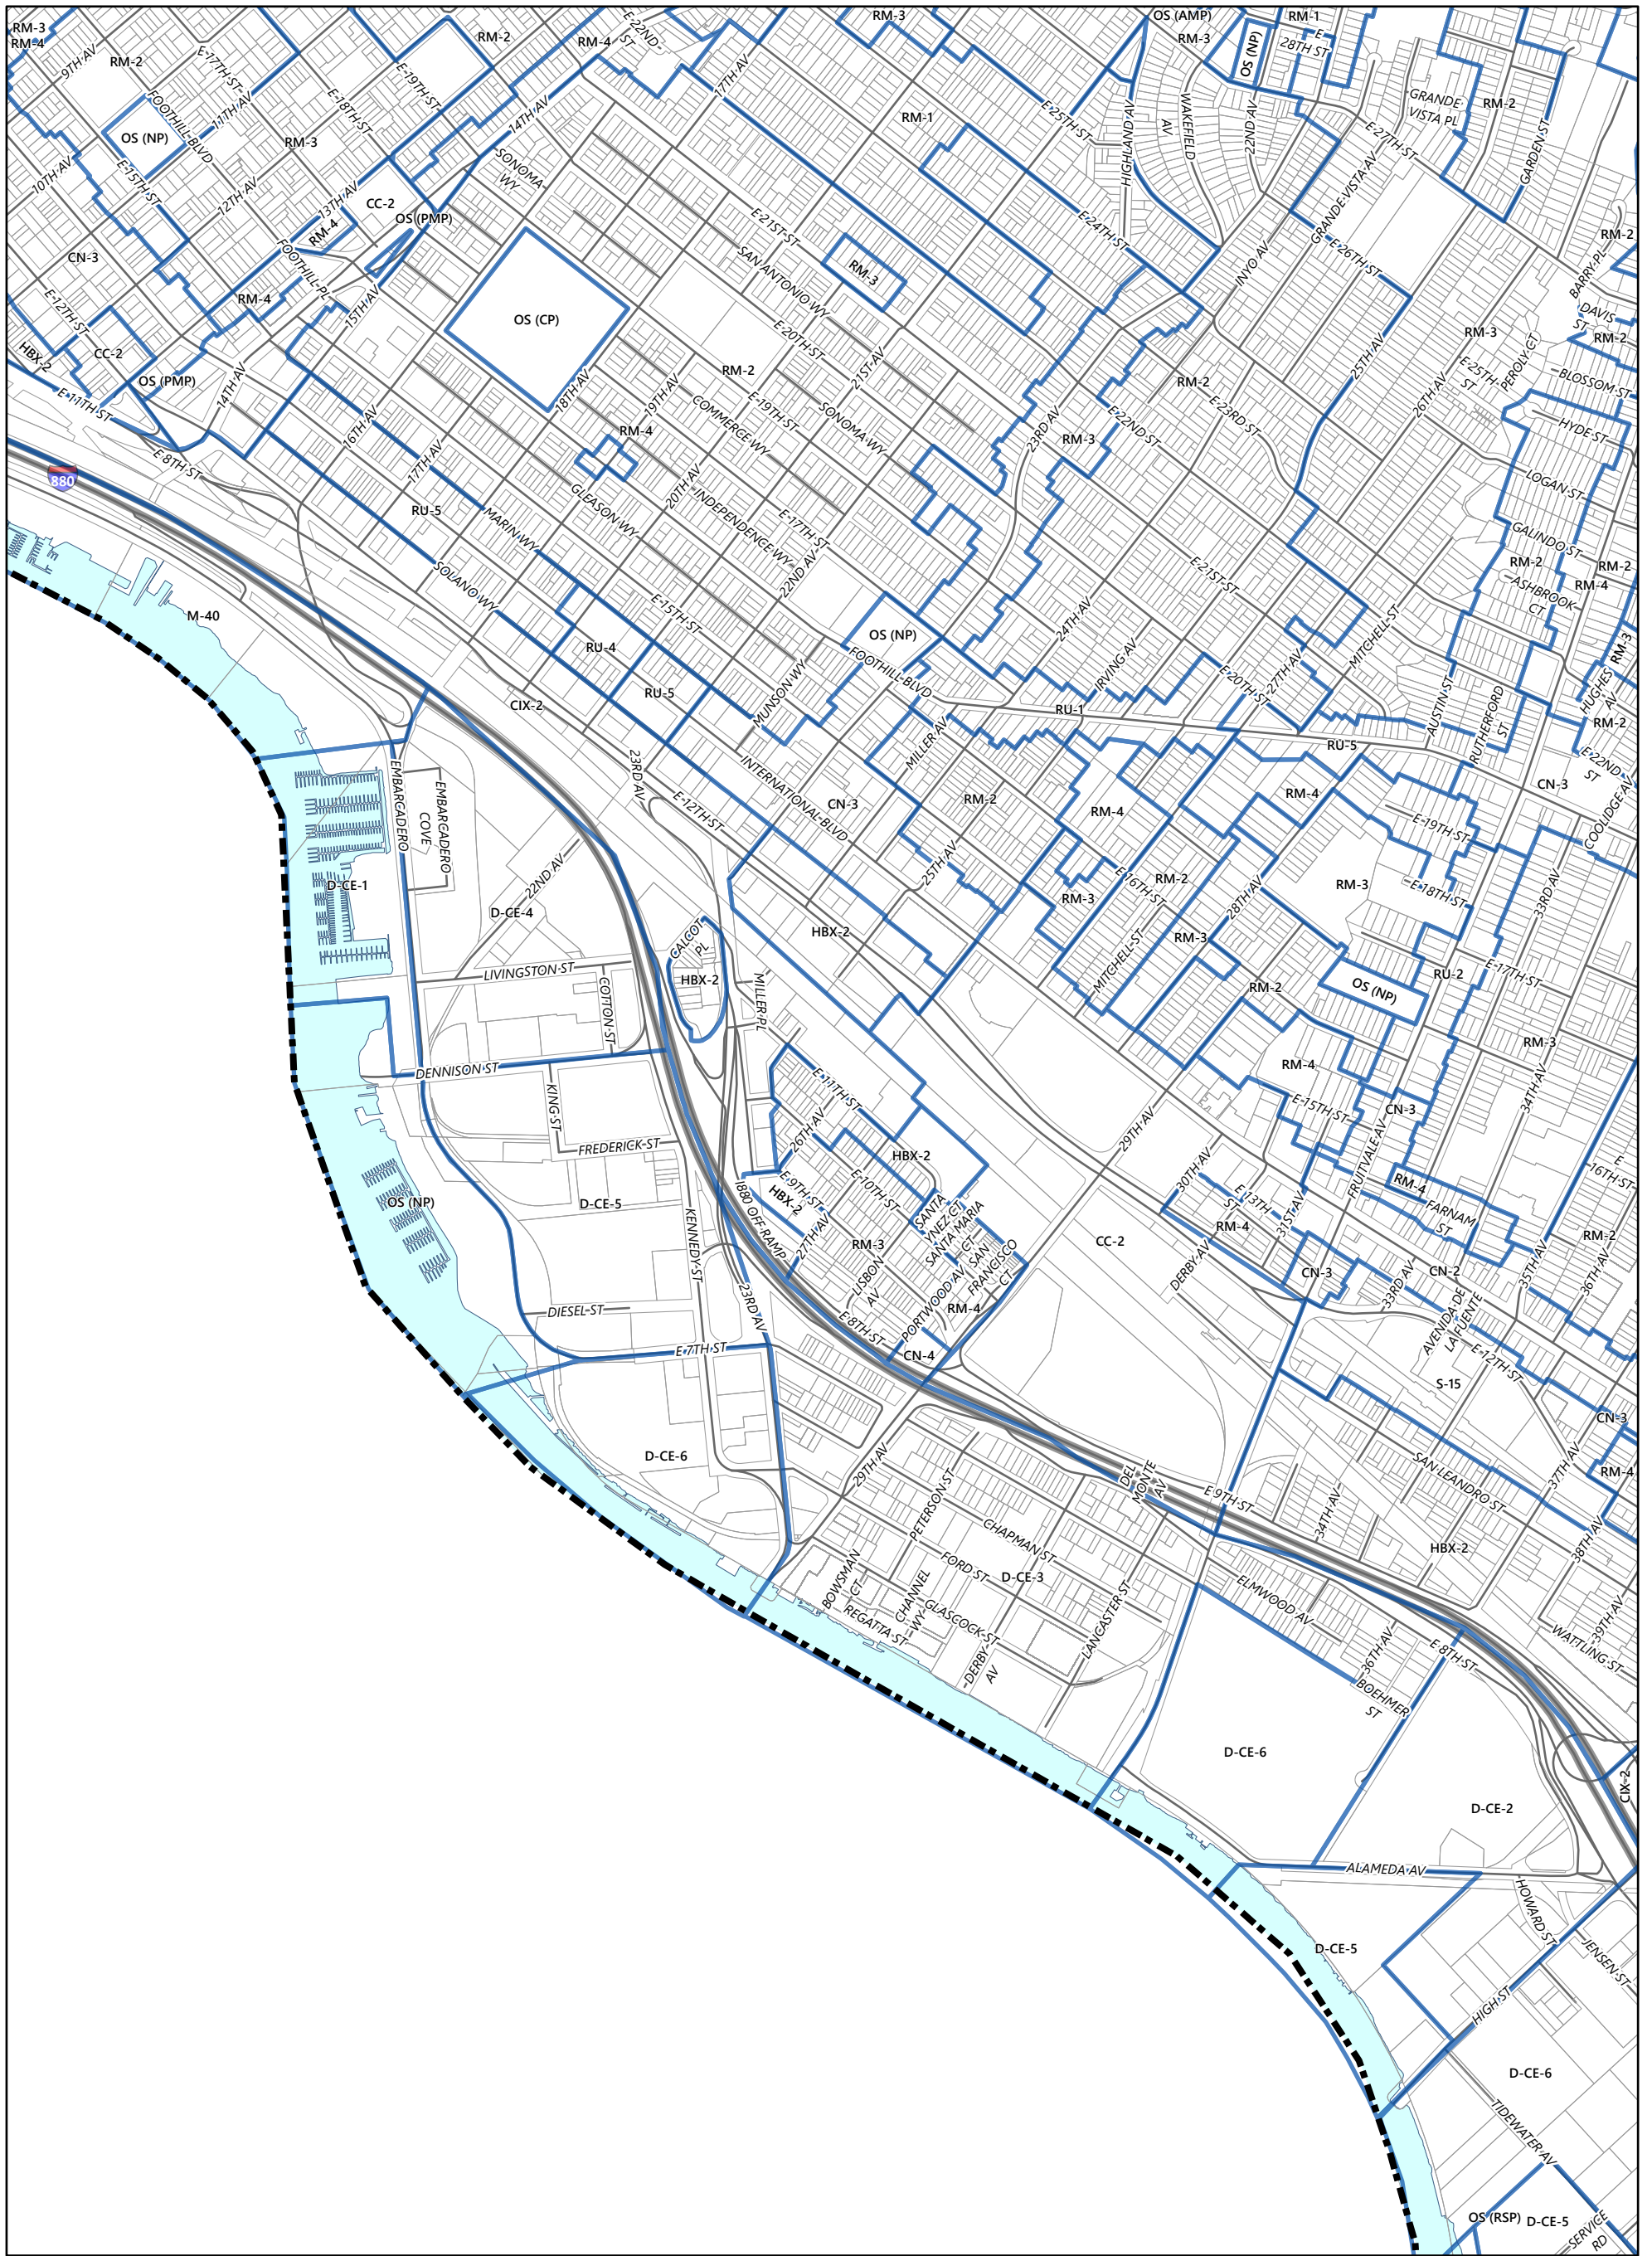 RM-3
RM-4
9TH AV
RM-2
E 17TH ST
E 19TH ST
RM-2
RM-4
E 22ND
ST
RM-3
OS (AMP)
RM-3
OS (NP)
RM-1
E
28TH ST
GRANDE
VISTA PL
RM-2
GARDEN ST
FOOTHILL BLVD
11TH AV
E 18TH ST
14TH AV
17TH AV
RM-1
E 25TH ST
HIGHLAND AV
WAKEFIELD
AV
22ND AV
E 27TH ST
OS (NP)
RM-3
10TH AV
E 15TH ST
12TH AV
13TH AV
CC-2
OS (PMP)
SONOMA
WY
RM-4
FOOTHILL PL
E 21ST ST
SAN ANTONIO WY
RM-3
E 24TH ST
GRANDE VISTA AV
E 26TH ST
INYO AV
RM-2
BARRY PL
CN-3
E 12TH ST
RM-4
15TH AV
OS (CP)
DAVIS
ST
RM-2
HBX-2
CC-2
OS (PMP)
14TH AV
E 11TH ST
E 20TH ST
RM-3
PEROLY CT
E 25TH
ST
BLOSSOM ST
25TH AV
26TH AV
HYDE ST
RM-2
21ST AV
18TH AV
19TH AV
COMMERCE WY
E 19TH ST
SONOMA WY
RM-2
E 23RD ST
E 22ND ST
RM-3
23RD AV
RM-4
16TH AV
17TH AV
E 8TH ST
880
RU-5
MARIN WY
GLEASON WY
20TH AV
INDEPENDENCE WY
E 17TH ST
22ND AV
LOGAN ST
GALINDO ST
RM-2
RM-2
RM-4
ASHBROOK
CT
E 21ST ST
SOLANO WY
E 15TH ST
M-40
RU-4
OS (NP)
FOOTHILL BLVD
24TH AV
IRVING AV
MITCHELL ST
RM-3
HUGHES
AV
RM-2
CIX-2
RU-5
MUNSON WY
RU-1
E 20TH ST
27TH AV
AUSTIN ST
RUTHERFORD
ST
RU-5
E 22ND
ST
CN-3
COOLIDGE AV
EMBARCADERO
EMBARCADERO
COVE
23RD AV
INTERNATIONAL BLVD
E 12TH ST
MILLER AV
CN-3
RM-2
RM-4
RM-4
E 19TH ST
D-CE-1
22ND AV
D-CE-4
25TH AV
RM-3
E 16TH ST
RM-2
28TH AV
RM-3
E 18TH ST
33RD AV
CALCOT
PL
HBX-2
HBX-2
MITCHELL ST
RM-3
LIVINGSTON ST
COTTON ST
MILLER PL
RM-2
OS (NP)
RU-2
E 17TH ST
RM-3
DENNISON ST
KING ST
FREDERICK ST
E 11TH ST
26TH AV
RM-4
E 15TH ST
CN-3
34TH AV
29TH AV
FRUITVALE AV
OS (NP)
D-CE-5
KENNEDY ST
I880 OFF RAMP
E 9TH ST
HBX-2
27TH AV
E 10TH ST
HBX-2
RM-3
SANTA
YNEZ CT
SANTA MARIA
CT
SAN
FRANCISCO
CT
LISBON
AV
PORTWOOD AV
RM-4
CC-2
30TH AV
E 13TH
ST
RM-4
31ST AV
DERBY AV
RM-4
FARNAM
ST
E
16TH ST
RM-2
CN-3
33RD AV
CN-2
35TH AV
36TH AV
DIESEL ST
23RD AV
E 8TH ST
CN-4
E 7TH ST
AVENIDA DE
LA FUENTE
E 12TH ST
S-15
CN-3
D-CE-6
29TH AV
DEL
MONTE
AV
E 9TH ST
34TH AV
SAN LEANDRO ST
37TH AV
RM-4
PETERSON ST
CHAPMAN ST
FORD ST
D-CE-3
HBX-2
38TH AV
BOWSMAN
CT
REGATTA ST
CHANNEL
WY
GLASCOCK ST
DERBY
AV
LANCASTER ST
ELMWOOD AV
36TH AV
BOEHMER
ST
E 8TH ST
39TH AV
WATTLING ST
D-CE-6
D-CE-2
CIX-2
ALAMEDA AV
HOWARD ST
JENSEN ST
D-CE-5
HIGH ST
D-CE-6
TIDEWATER AV
OS (RSP)
D-CE-5
SERVICE
RD